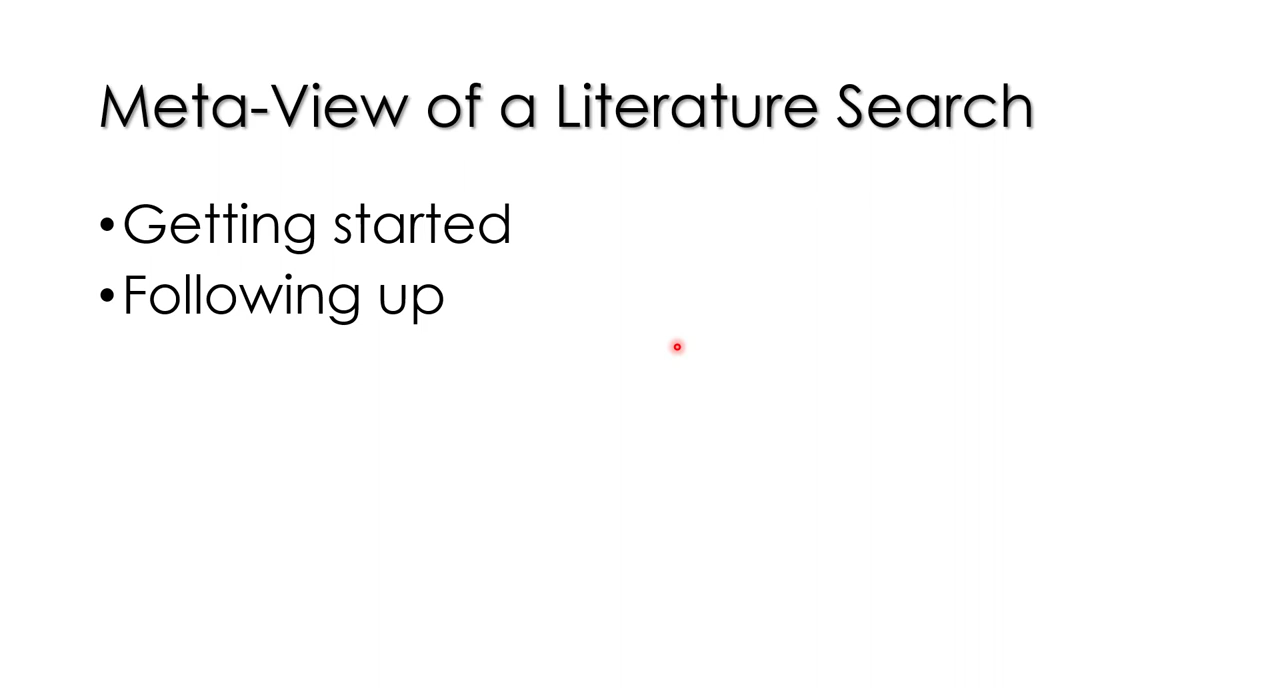 Meta-View of a Literature Search
•Getting started
•Following up